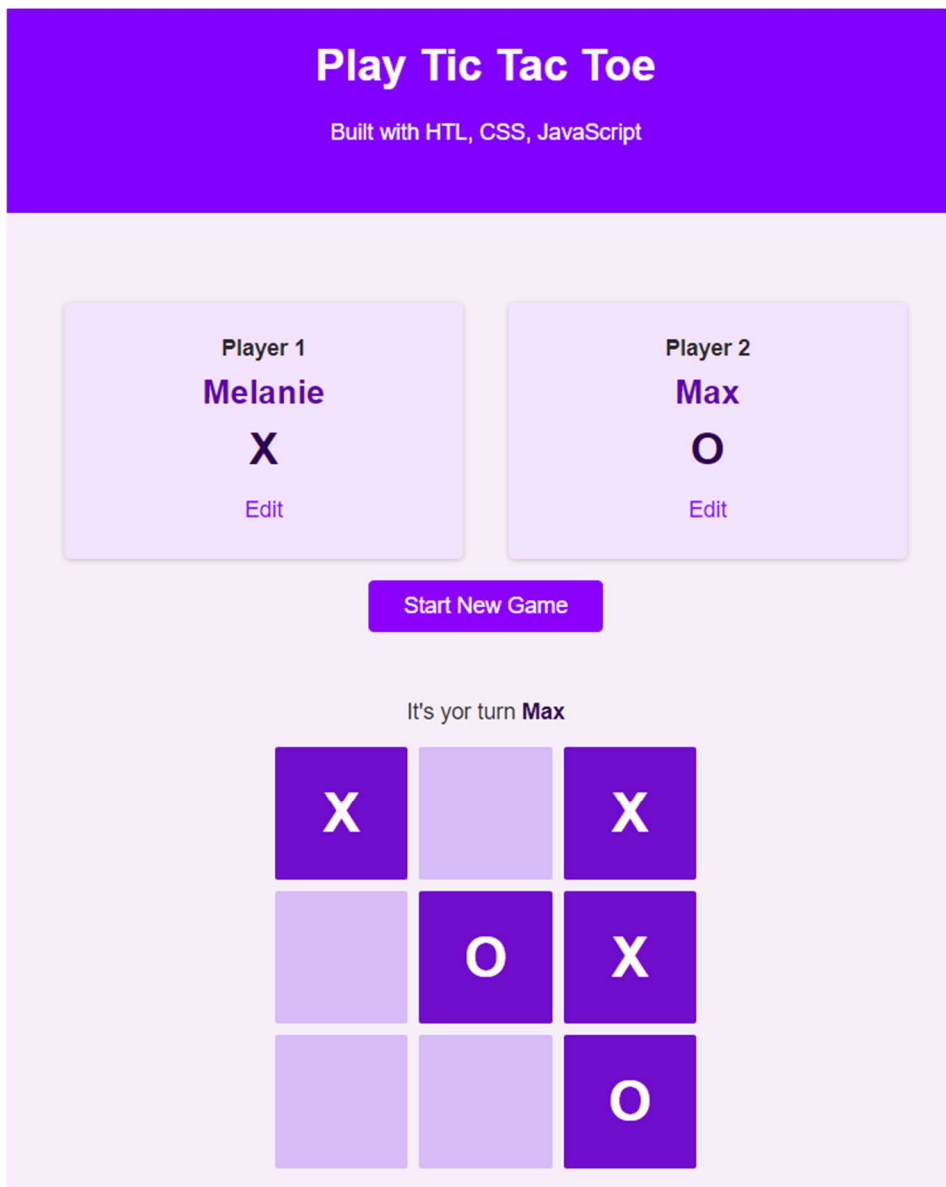 Play Tic Tac Toe
Built with HTL, CSS, JavaScript
Player 1
Melanie
X
Edit
Player 2
Max
O
Edit
Start New Game
It's yor turn Max
X X
O X
O